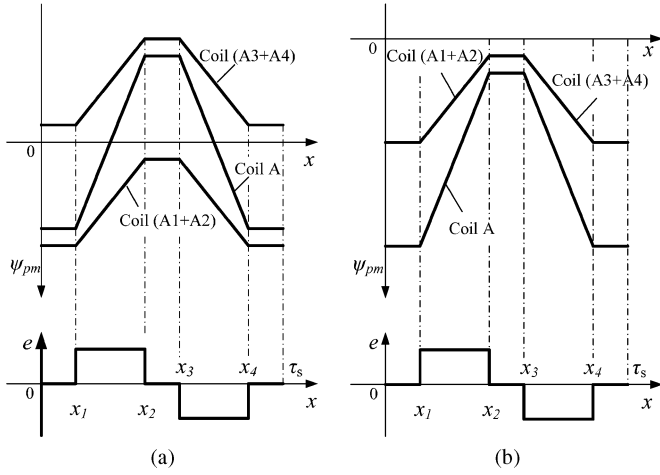 Coil (A3+A4)
0
x
Coil A
Coil (A1+A2)
ψpm
e
0
x1
x2
x3
x4
τs
x
(a)
0
x
Coil (A1+A2)
Coil (A3+A4)
Coil A
ψpm
e
0
x1
x2
x3
x4
τs
x
(b)